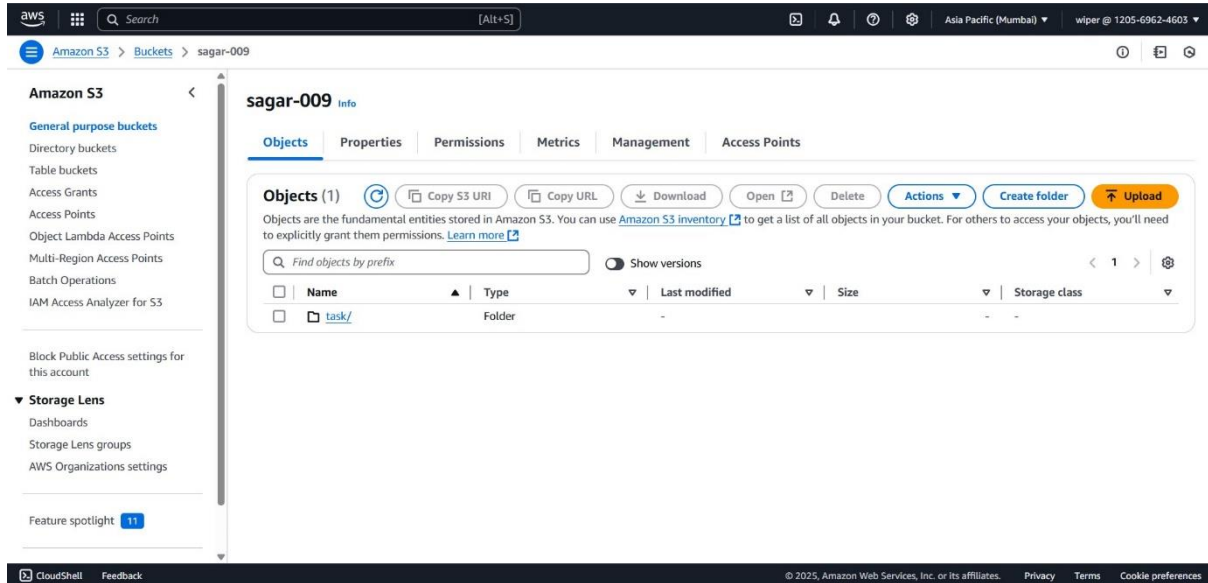 aws Search [Alt+S] Asia Pacific (Mumbai) ▼ wiper @ 1205-6962-4603 ▼
Amazon S3 > Buckets > sagar-009
Amazon S3
General purpose buckets
Directory buckets
Table buckets
Access Grants
Access Points
Object Lambda Access Points
Multi-Region Access Points
Batch Operations
IAM Access Analyzer for S3
Block Public Access settings for
this account
▼ Storage Lens
Dashboards
Storage Lens groups
AWS Organizations settings
Feature spotlight 11
sagar-009 Info
Objects Properties Permissions Metrics Management Access Points
Objects (1) Copy S3 URI Copy URL Download Open Delete Actions ▼ Create folder Upload
Objects are the fundamental entities stored in Amazon S3. You can use Amazon S3 inventory to get a list of all objects in your bucket. For others to access your objects, you'll need
to explicitly grant them permissions. Learn more
Find objects by prefix Show versions < 1 >
Name Type Last modified Size Storage class
task/ Folder - - -
CloudShell Feedback © 2025, Amazon Web Services, Inc. or its affiliates. Privacy Terms Cookie preferences